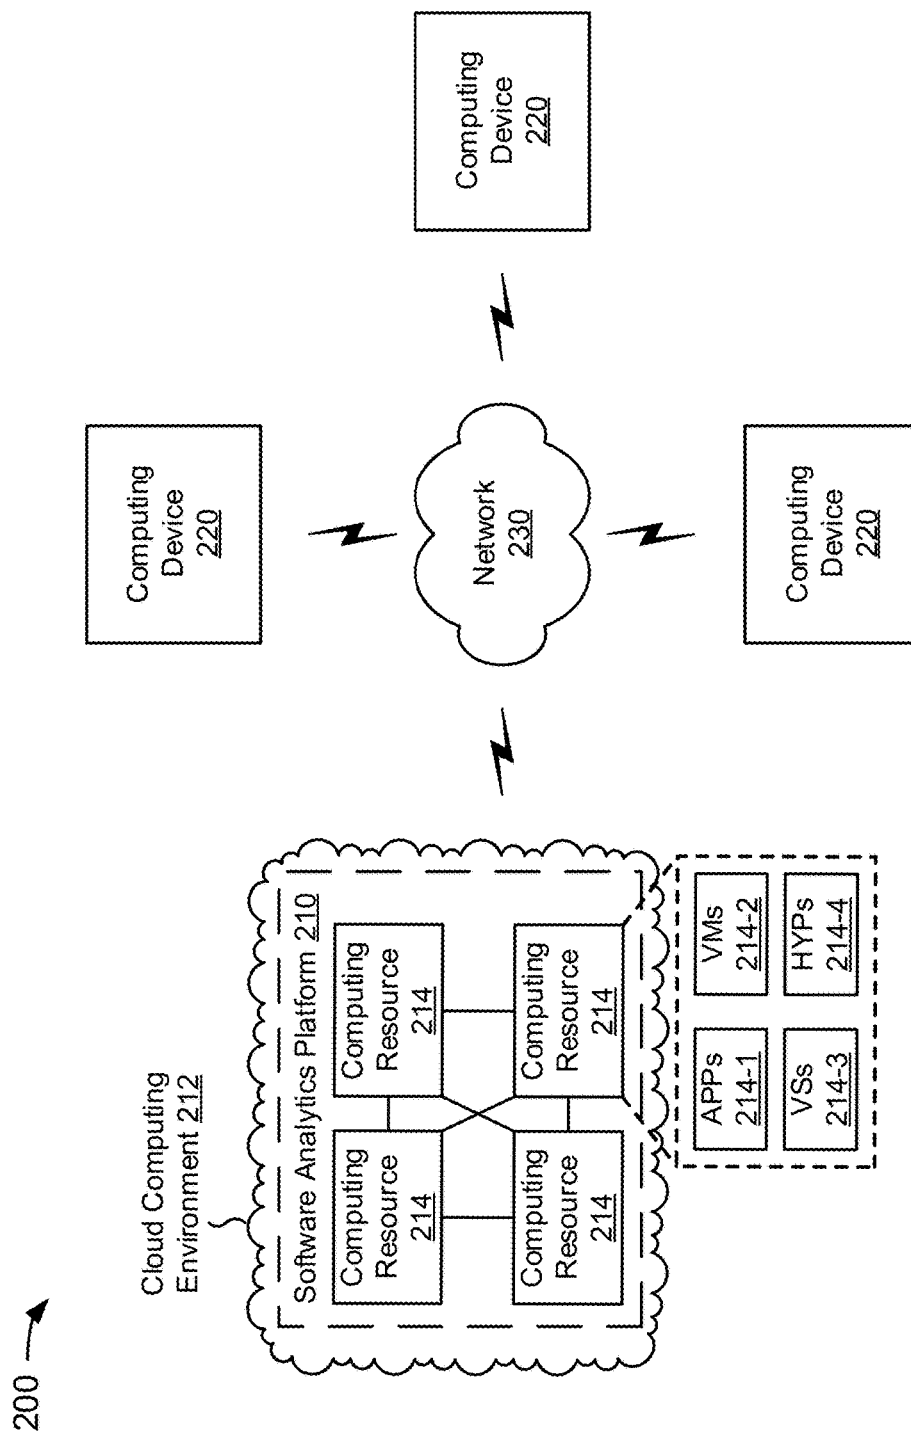 200
Cloud Computing
Environment 212
Software Analytics Platform 210
Computing
Resource
214
Computing
Resource
214
Computing
Resource
214
Computing
Resource
214
APPs
214-1
VMs
214-2
VSs
214-3
HYPs
214-4
Computing
Device
220
Network
230
Computing
Device
220
Computing
Device
220